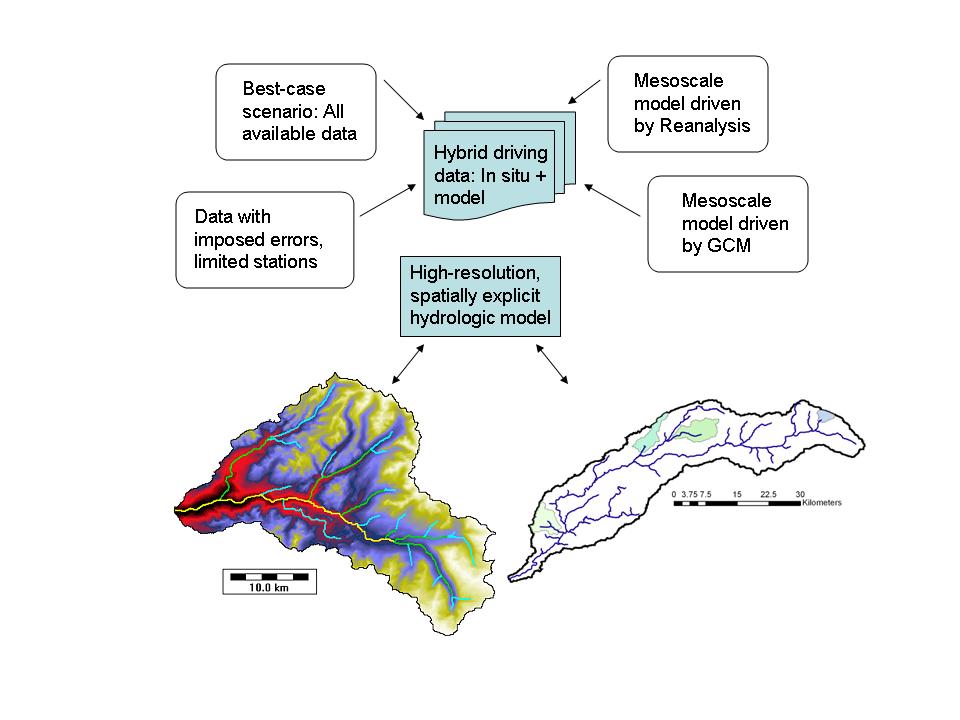 Best-case
scenario: All
available data
Mesoscale
model driven
by Reanalysis
Hybrid driving
data: In situ +
model
Data with
imposed errors,
limited stations
Mesoscale
model driven
by GCM
High-resolution,
spatially explicit
hydrologic model
0 3.75 7.5 15 22.5 30
Kilometers
10.0 km